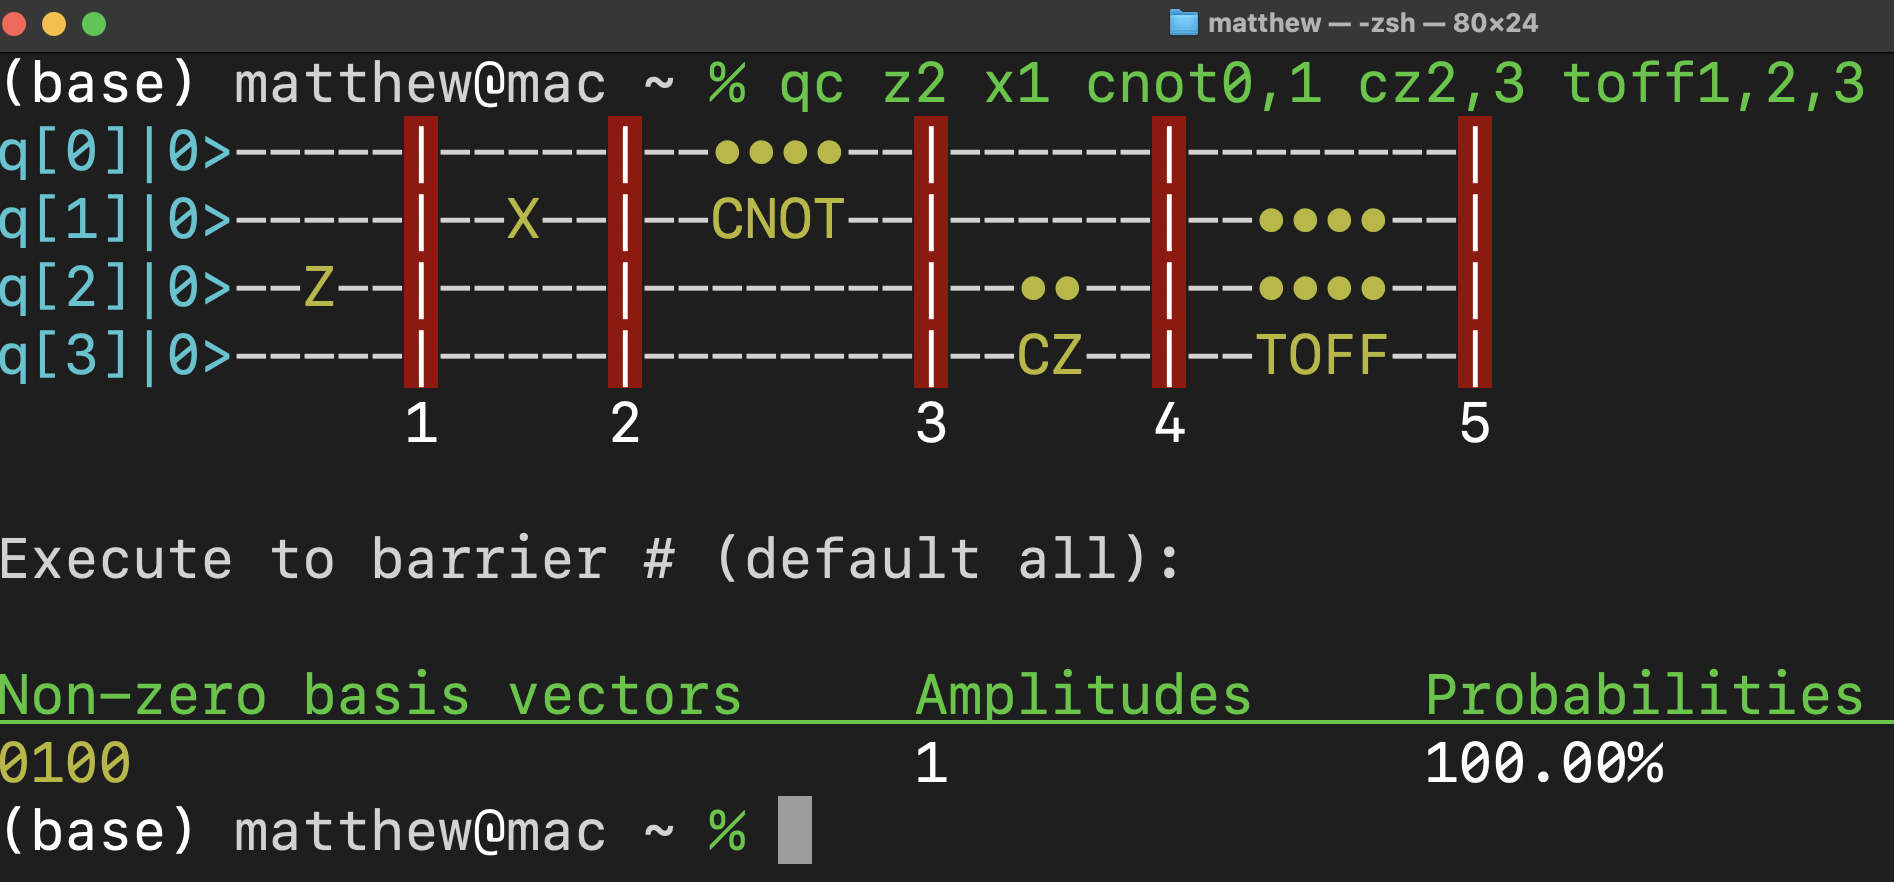 matthew — -zsh — 80×24
(base) matthew@mac ~ % qc z2 x1 cnot0,1 cz2,3 toff1,2,3
q[0]|0>—————|—————|——●●●●——|——————|————————|
q[1]|0>—————|——X——|——CNOT——|——————|——●●●●——|
q[2]|0>——Z——|—————|————————|——●●——|——●●●●——|
q[3]|0>—————|—————|————————|——CZ——|——TOFF——|
1 2 3 4 5
Execute to barrier # (default all):
Non-zero basis vectors Amplitudes Probabilities
0100 1 100.00%
(base) matthew@mac ~ %